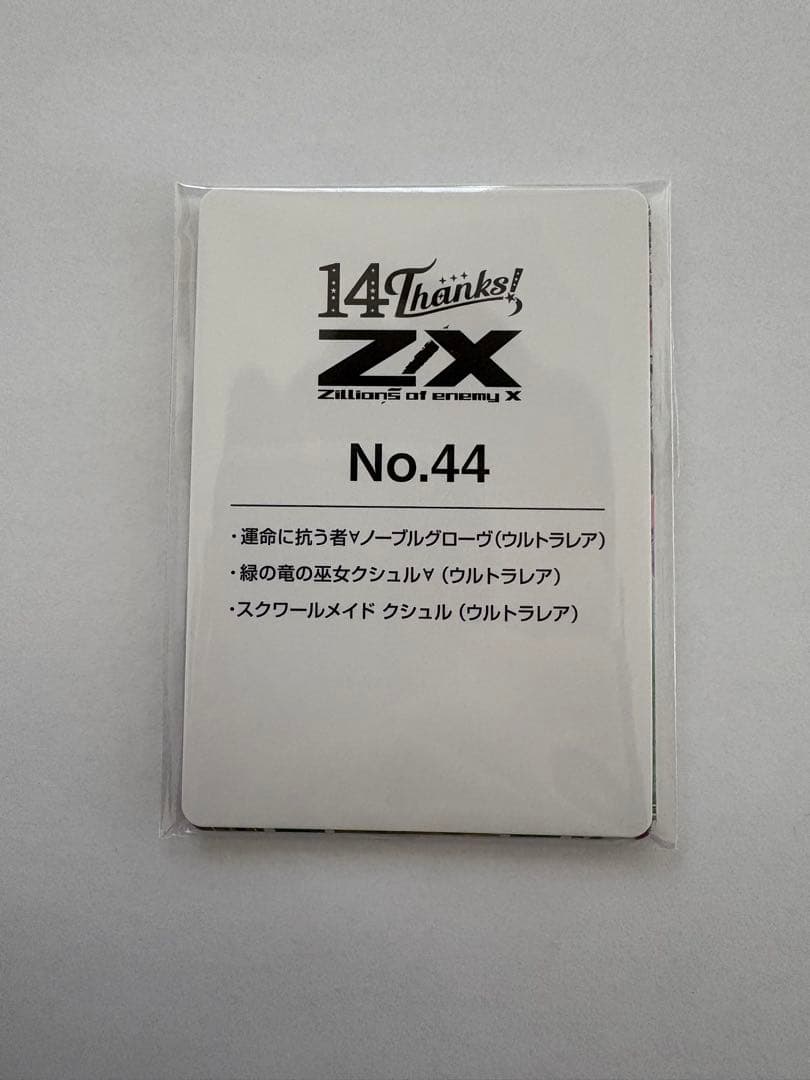 14 Thanks!
Z/X
Zillions of enemy X
No.44
・運命に抗う者∀ノーブルグローヴ(ウルトラレア)
・緑の竜の巫女クシュル∀ (ウルトラレア)
・スクワールメイド クシュル (ウルトラレア)